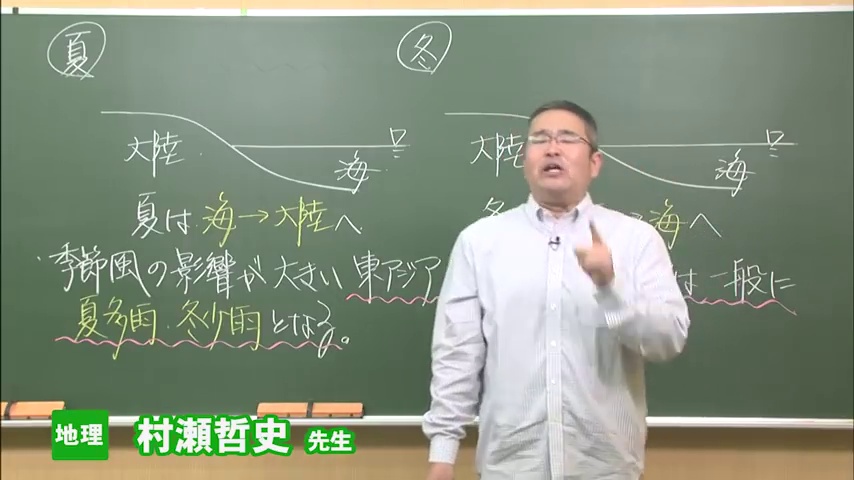 夏
大陸
海
夏は 海→大陸へ
冬
大陸
海
冬 →海へ
季節風の影響が大きい 東アジア は一般に
夏多雨・冬少雨となる。
地理 村瀬哲史 先生